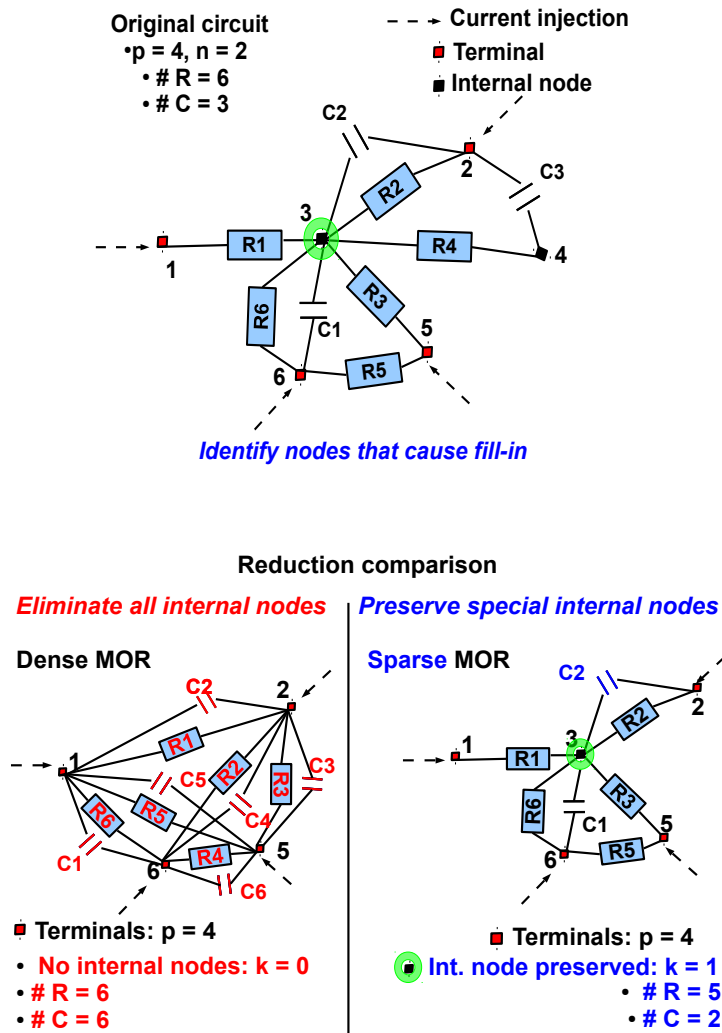 Original circuit
•p = 4, n = 2
• # R = 6
• # C = 3
Current injection
Terminal
Internal node
C2
2
C3
R2
3
R1
R4
1
4
R3
R6
C1
5
R5
6
Identify nodes that cause fill-in
Reduction comparison
Eliminate all internal nodes
Preserve special internal nodes
Dense MOR
C2
2
1
R1
C5
R2
R3
C3
R5
R6
C4
C1
R4
6
5
C6
Terminals: p = 4
• No internal nodes: k = 0
• # R = 6
• # C = 6
Sparse MOR
C2
2
R2
1
3
R1
R6
R3
C1
5
6
R5
Terminals: p = 4
Int. node preserved: k = 1
• # R = 5
• # C = 2